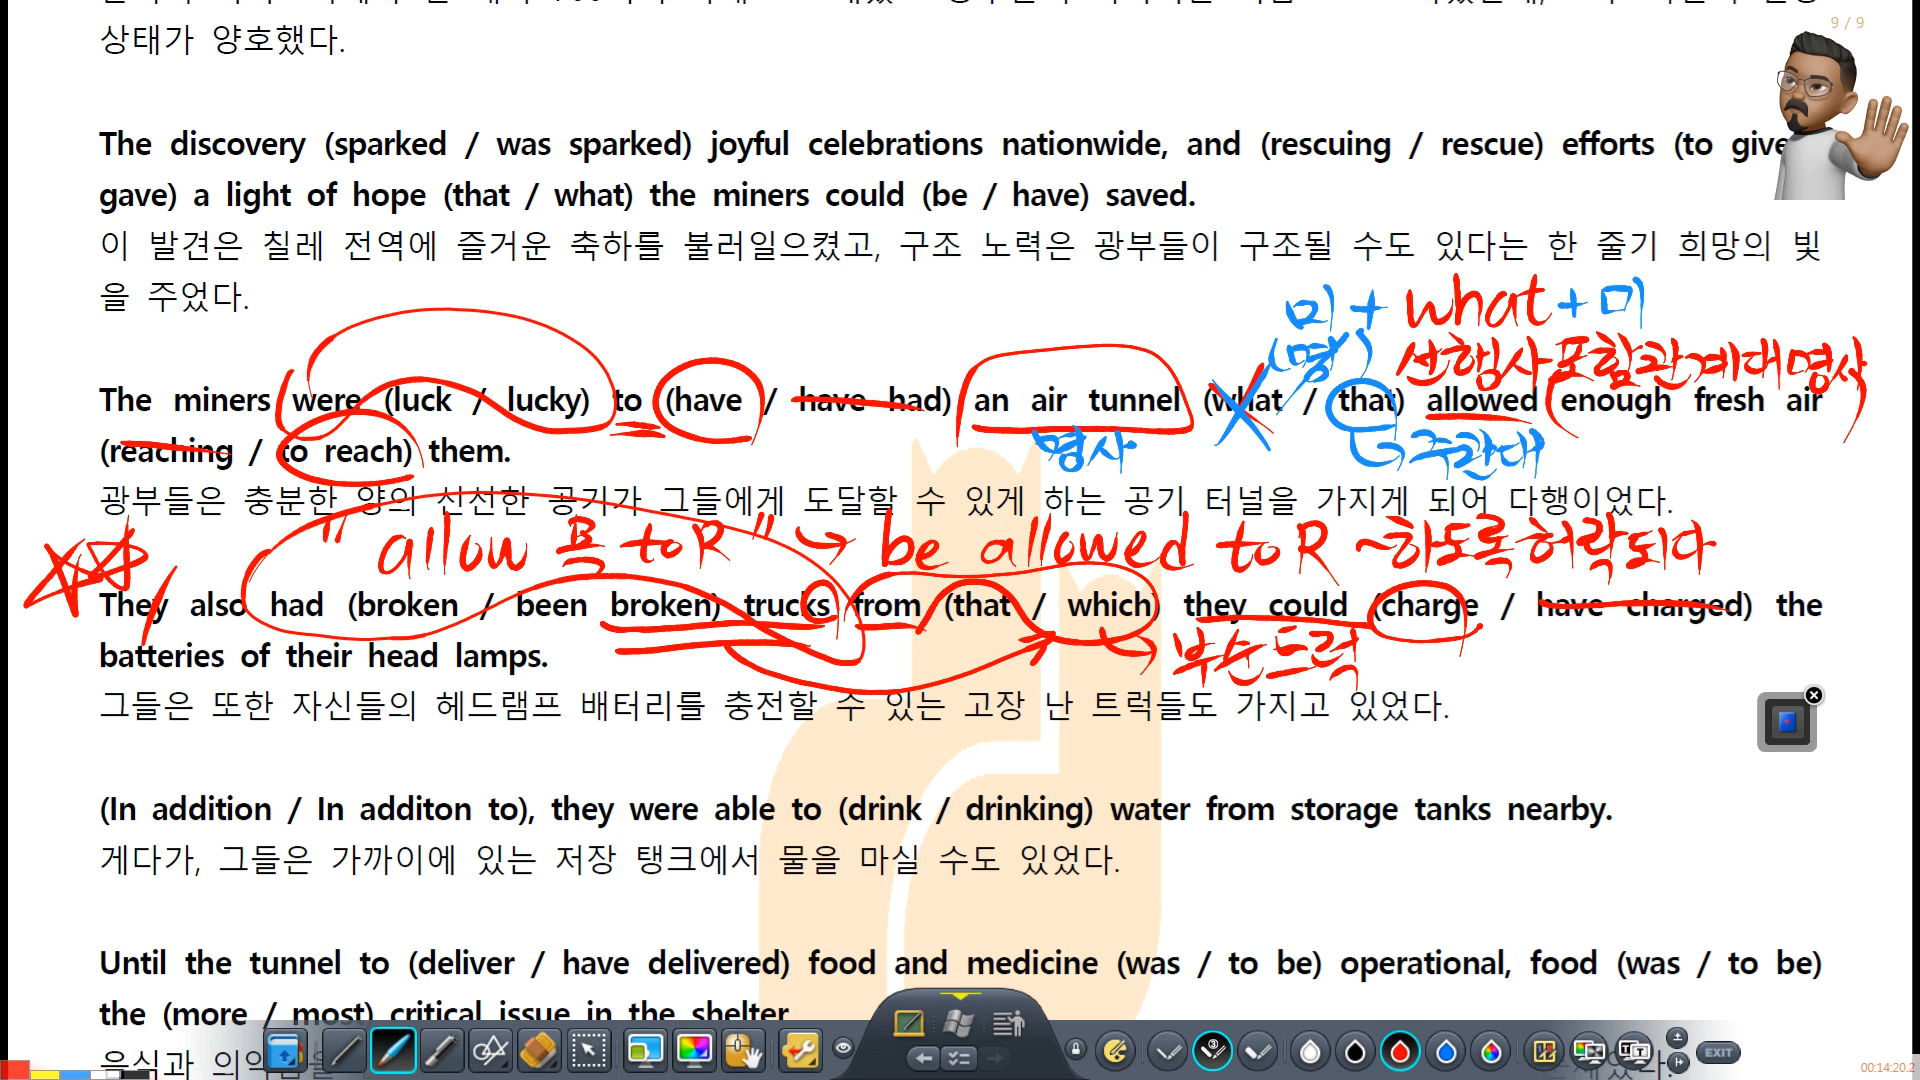 상태가 양호했다.
9 / 9
The discovery (sparked / was sparked) joyful celebrations nationwide, and (rescuing / rescue) efforts (to give
gave) a light of hope (that / what) the miners could (be / have) saved.
이 발견은 칠레 전역에 즐거운 축하를 불러일으켰고, 구조 노력은 광부들이 구조될 수도 있다는 한 줄기 희망의 빛
을 주었다.
미 + what + 미
(명) 선행사포함관계대명사
The miners were (luck / lucky) to (have / have had) an air tunnel (what / that) allowed enough fresh air
(reaching / to reach) them.
명사 주관대
광부들은 충분한 양의 신선한 공기가 그들에게 도달할 수 있게 하는 공기 터널을 가지게 되어 다행이었다.
" allow 목 to R " → be allowed to R ~하도록허락되다
They also had (broken / been broken) trucks from (that / which) they could (charge / have charged) the
batteries of their head lamps.
부순트럭
그들은 또한 자신들의 헤드램프 배터리를 충전할 수 있는 고장 난 트럭들도 가지고 있었다.
(In addition / In additon to), they were able to (drink / drinking) water from storage tanks nearby.
게다가, 그들은 가까이에 있는 저장 탱크에서 물을 마실 수도 있었다.
Until the tunnel to (deliver / have delivered) food and medicine (was / to be) operational, food (was / to be)
the (more / most) critical issue in the shelter
EXIT
00:14:20.2